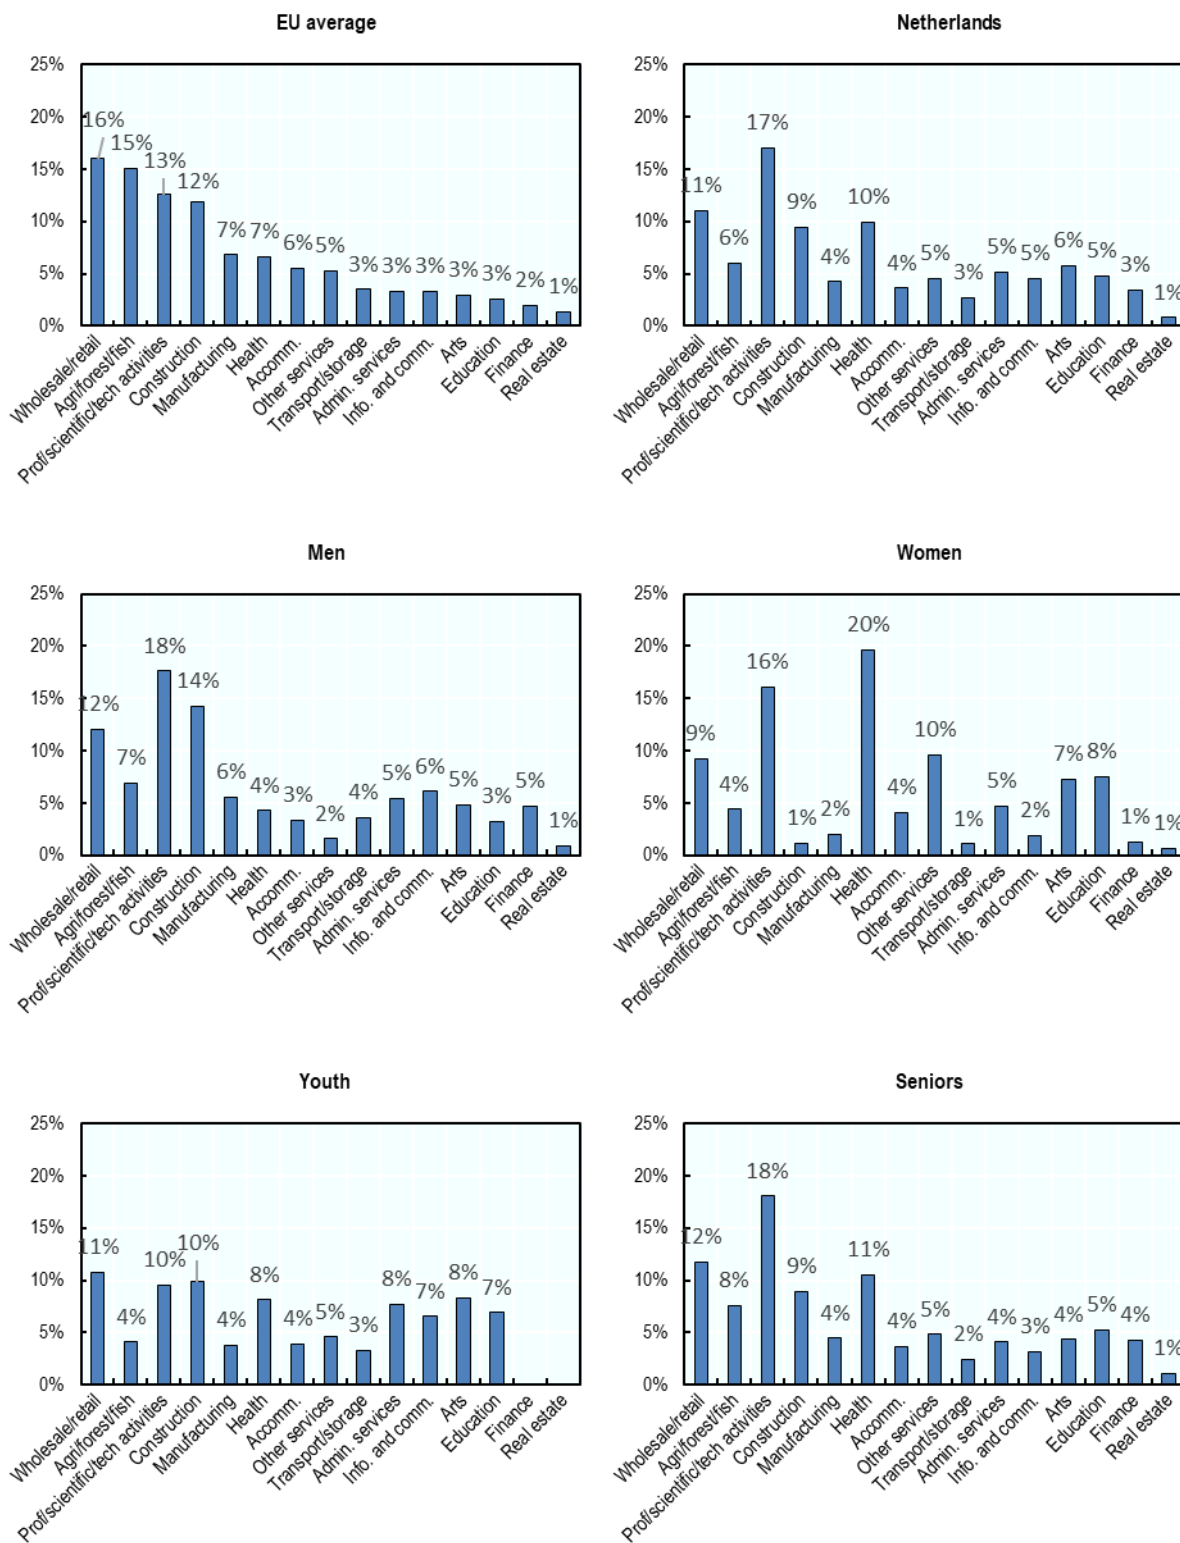 EU average
25%
20%
15%
10%
5%
0%
16%
15%
13%
12%
7%
7%
6%
5%
3%
3%
3%
3%
3%
2%
1%
Wholesale/retail
Agri/forest/fish
Prof/scientific/tech activities
Construction
Manufacturing
Health
Accomm.
Other services
Transport/storage
Admin. services
Info. and comm.
Arts
Education
Finance
Real estate
Netherlands
25%
20%
15%
10%
5%
0%
11%
6%
17%
9%
4%
10%
4%
5%
3%
5%
5%
6%
5%
3%
1%
Wholesale/retail
Agri/forest/fish
Prof/scientific/tech activities
Construction
Manufacturing
Health
Accomm.
Other services
Transport/storage
Admin. services
Info. and comm.
Arts
Education
Finance
Real estate
Men
25%
20%
15%
10%
5%
0%
12%
7%
18%
14%
6%
4%
3%
2%
4%
5%
6%
5%
3%
5%
1%
Wholesale/retail
Agri/forest/fish
Prof/scientific/tech activities
Construction
Manufacturing
Health
Accomm.
Other services
Transport/storage
Admin. services
Info. and comm.
Arts
Education
Finance
Real estate
Women
25%
20%
15%
10%
5%
0%
9%
4%
16%
1%
2%
20%
4%
10%
1%
5%
2%
7%
8%
1%
1%
Wholesale/retail
Agri/forest/fish
Prof/scientific/tech activities
Construction
Manufacturing
Health
Accomm.
Other services
Transport/storage
Admin. services
Info. and comm.
Arts
Education
Finance
Real estate
Youth
25%
20%
15%
10%
5%
0%
11%
4%
10%
10%
4%
8%
4%
5%
3%
8%
7%
8%
7%
Wholesale/retail
Agri/forest/fish
Prof/scientific/tech activities
Construction
Manufacturing
Health
Accomm.
Other services
Transport/storage
Admin. services
Info. and comm.
Arts
Education
Finance
Real estate
Seniors
25%
20%
15%
10%
5%
0%
12%
8%
18%
9%
4%
11%
4%
5%
2%
4%
3%
4%
5%
4%
1%
Wholesale/retail
Agri/forest/fish
Prof/scientific/tech activities
Construction
Manufacturing
Health
Accomm.
Other services
Transport/storage
Admin. services
Info. and comm.
Arts
Education
Finance
Real estate